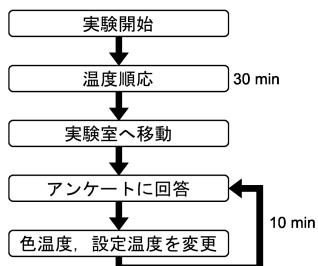 実験開始
温度順応
30 min
実験室へ移動
アンケートに回答
10 min
色温度，設定温度を変更